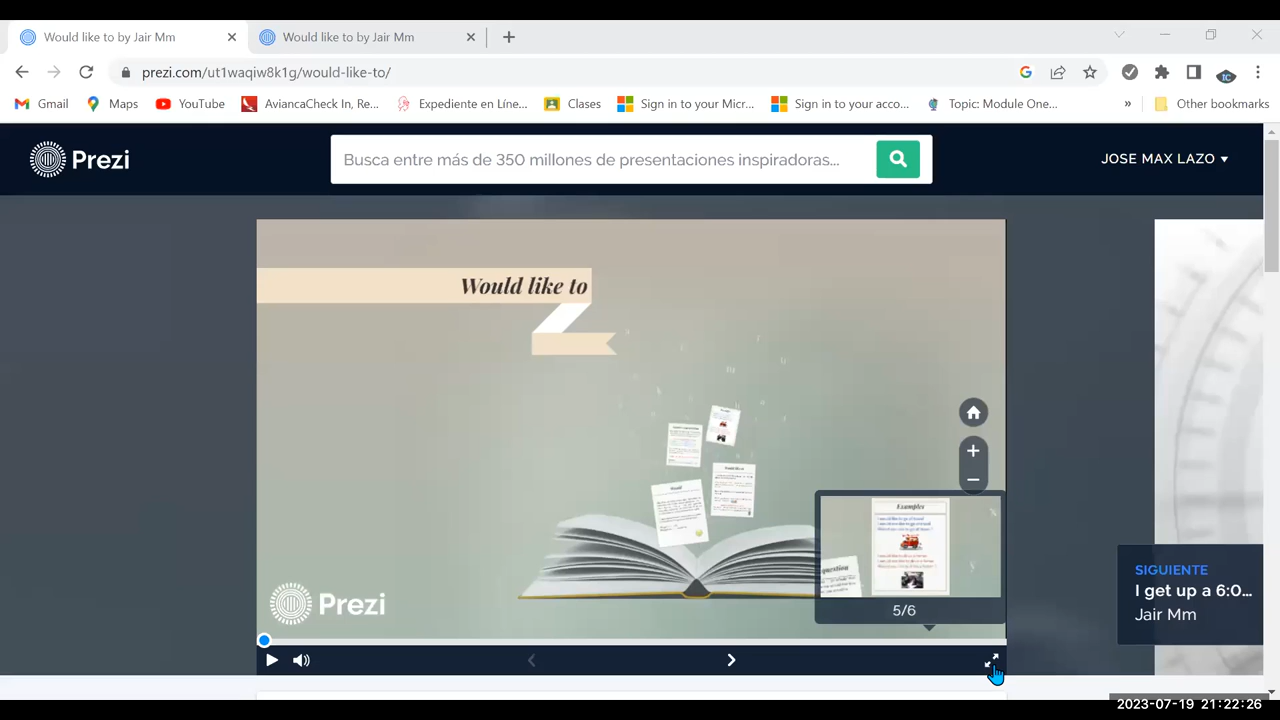 Would like to by Jair Mm
Would like to by Jair Mm
prezi.com/ut1waqiw8k1g/would-like-to/
Gmail
Maps
YouTube
AviancaCheck In, Re...
Expediente en Líne...
Clases
Sign in to your Micr...
Sign in to your acco...
Topic: Module One...
»
Other bookmarks
Prezi
Busca entre más de 350 millones de presentaciones inspiradoras...
JOSE MAX LAZO
Would like to
Examples
question
5/6
Prezi
SIGUIENTE
I get up a 6:0...
Jair Mm
2023-07-19 21:22:26